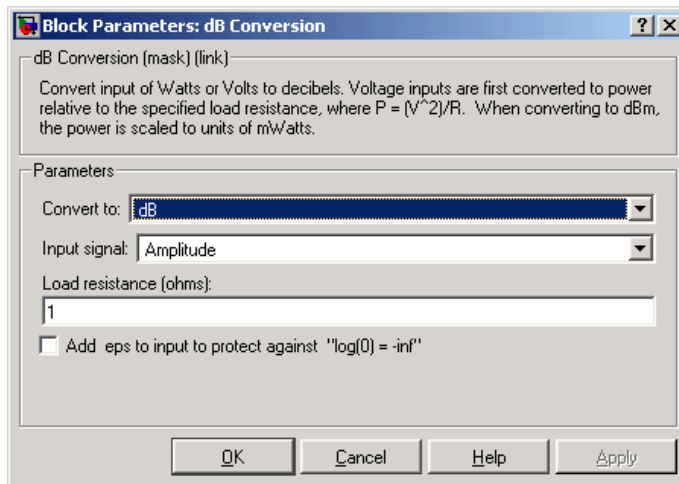 Block Parameters: dB Conversion
dB Conversion (mask) (link)
Convert input of Watts or Volts to decibels. Voltage inputs are first converted to power
relative to the specified load resistance, where P = (V^2)/R.  When converting to dBm,
the power is scaled to units of mWatts.
Parameters
Convert to: dB
Input signal: Amplitude
Load resistance (ohms):
1
Add  eps to input to protect against  "log(0) = -inf"
OK Cancel Help Apply